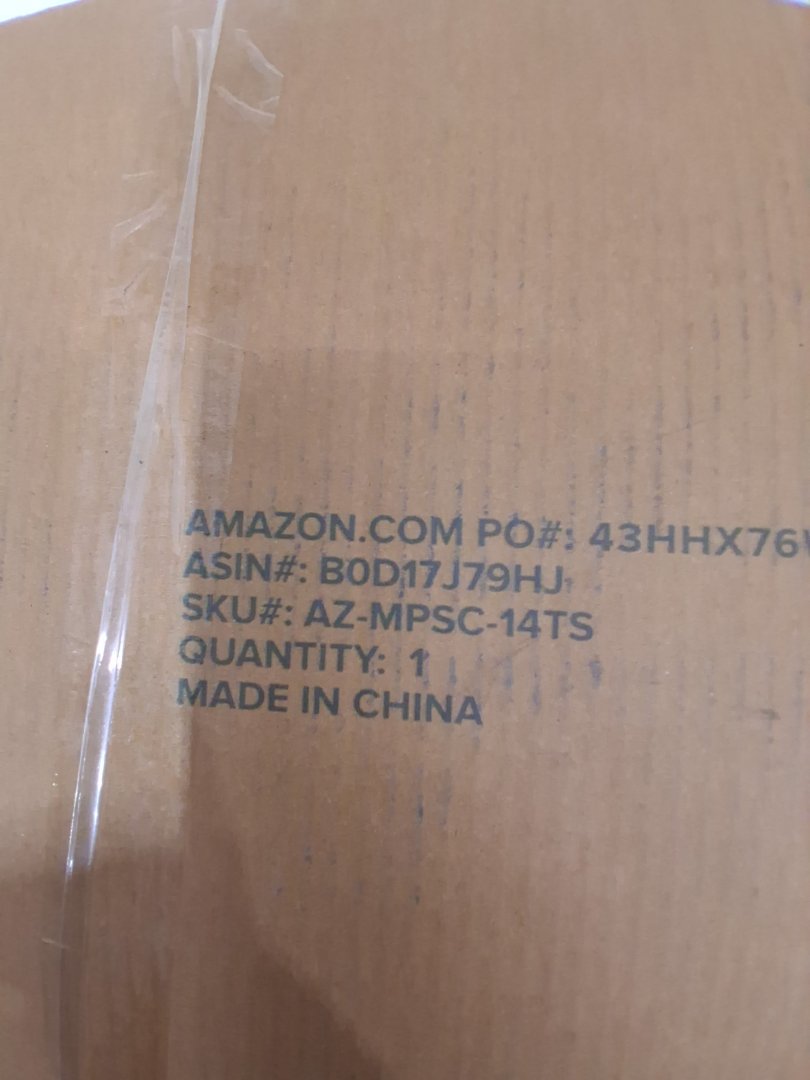 AMAZON.COM PO#: 43HHX76
ASIN#: B0D17J79HJ
SKU#: AZ-MPSC-14TS
QUANTITY: 1
MADE IN CHINA